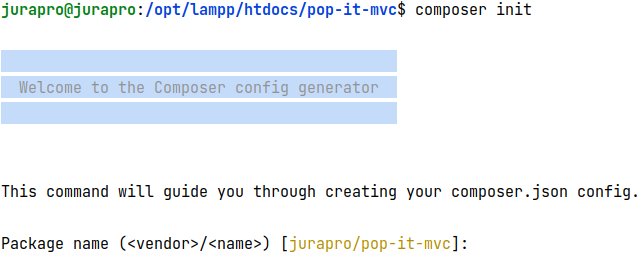 jurapro@jurapro:/opt/lampp/htdocs/pop-it-mvc$ composer init
Welcome to the Composer config generator
This command will guide you through creating your composer.json config.
Package name (<vendor>/<name>) [jurapro/pop-it-mvc]: